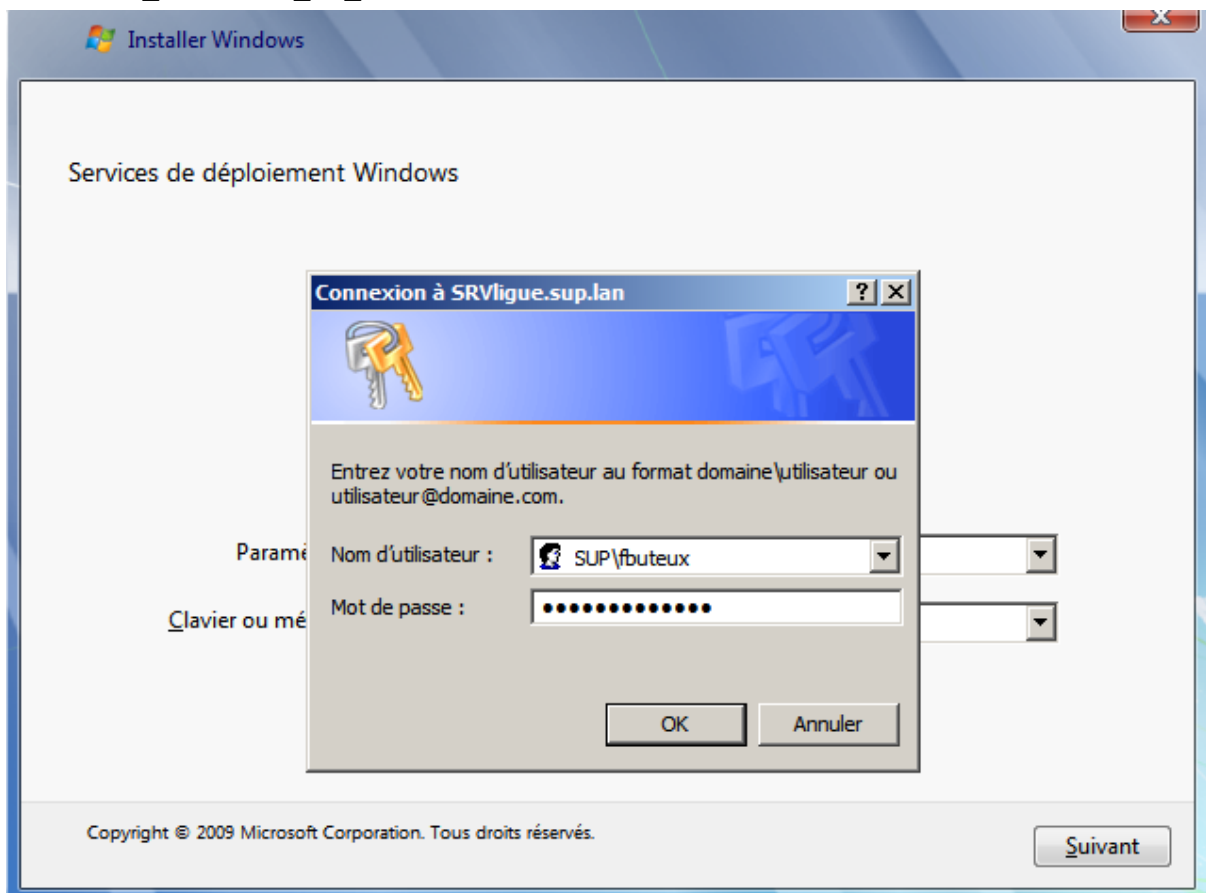 Installer Windows
Services de déploiement Windows
Connexion à SRVligue.sup.lan
Entrez votre nom d'utilisateur au format domaine\utilisateur ou
utilisateur@domaine.com.
Paramè
Nom d'utilisateur :
SUP\fbuteux
Clavier ou mé
Mot de passe :
•••••••••••••
OK
Annuler
Copyright © 2009 Microsoft Corporation. Tous droits réservés.
Suivant